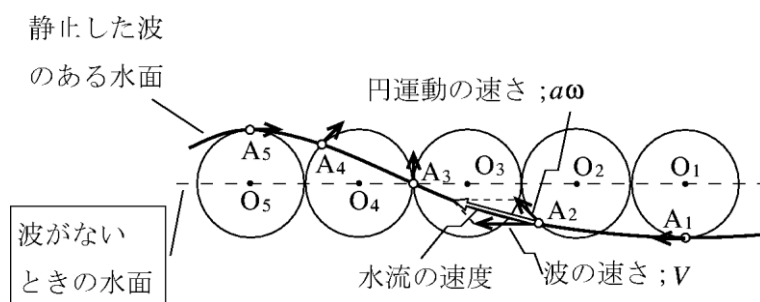 静止した波
のある水面
円運動の速さ ; aω
A5
A4
A3
O3
O2
O1
O5
O4
A2
A1
波がない
ときの水面
水流の速度
波の速さ ; V